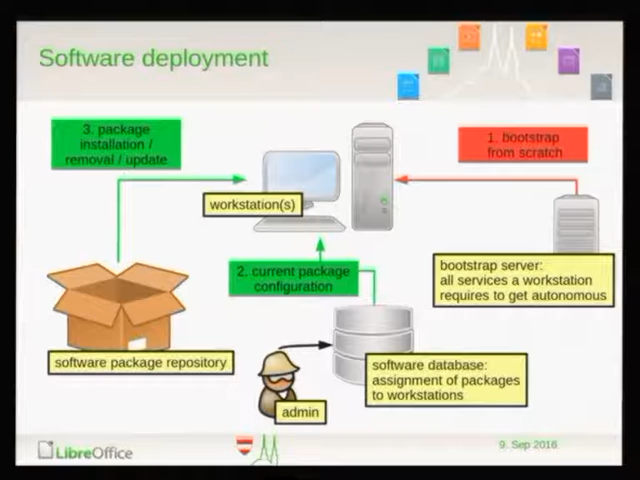 Software deployment
3. package
installation /
removal / update
1. bootstrap
from scratch
workstation(s)
2. current package
configuration
bootstrap server:
all services a workstation
requires to get autonomous
software package repository
software database:
assignment of packages
to workstations
admin
LibreOffice
9. Sep 2016